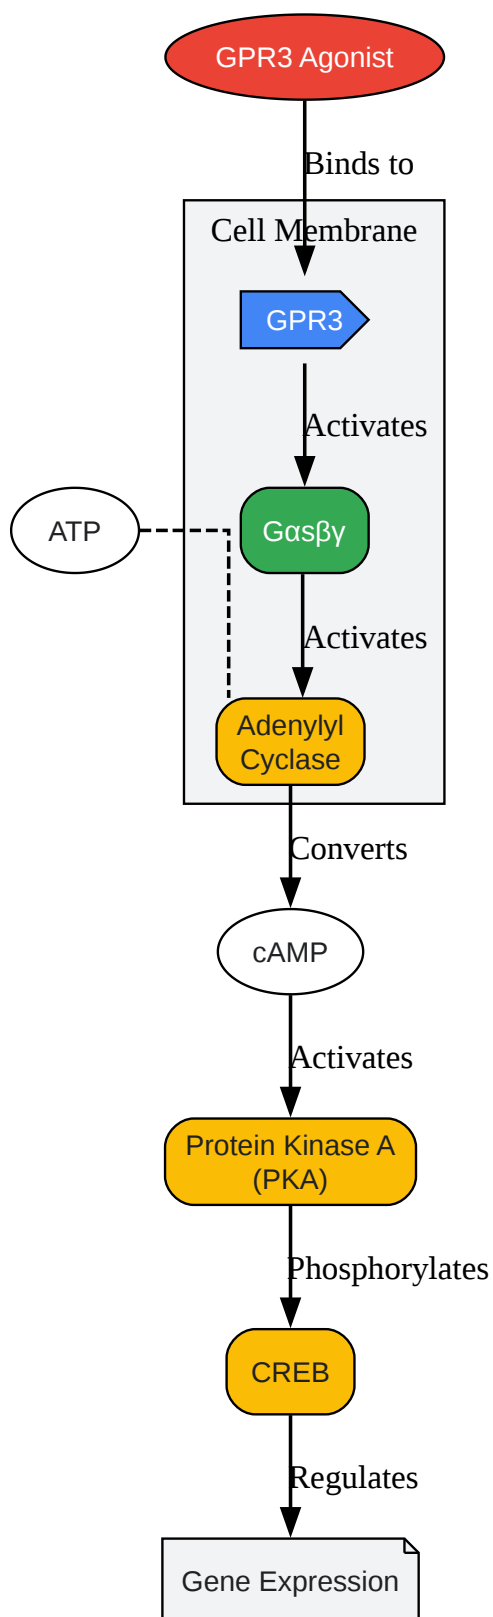 GPR3 Agonist
Binds to
Cell Membrane
GPR3
Activates
ATP
Gαsβγ
Activates
Adenylyl
Cyclase
Converts
cAMP
Activates
Protein Kinase A
(PKA)
Phosphorylates
CREB
Regulates
Gene Expression